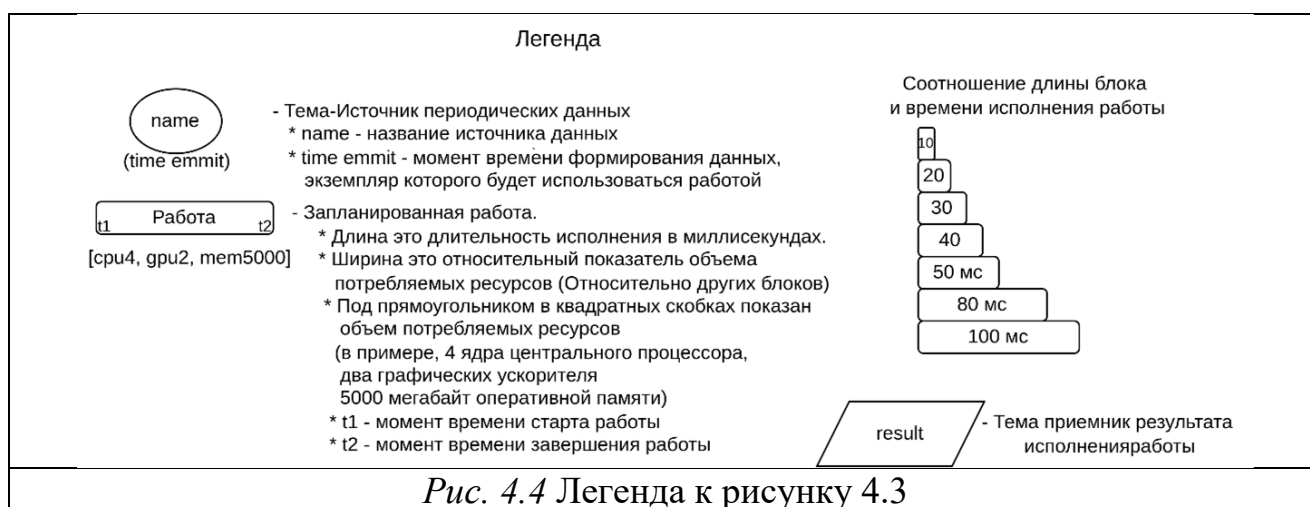 Легенда
name
(time emmit)
- Тема-Источник периодических данных
* name - название источника данных
* time emmit - момент времени формирования данных,
экземпляр которого будет использоваться работой
Работа
t1
t2
[cpu4, gpu2, mem5000]
- Запланированная работа.
* Длина это длительность исполнения в миллисекундах.
* Ширина это относительный показатель объема
потребляемых ресурсов (Относительно других блоков)
* Под прямоугольником в квадратных скобках показан
объем потребляемых ресурсов
(в примере, 4 ядра центрального процессора,
два графических ускорителя
5000 мегабайт оперативной памяти)
* t1 - момент времени старта работы
* t2 - момент времени завершения работы
Соотношение длины блока
и времени исполнения работы
10
20
30
40
50 мс
80 мс
100 мс
result
- Тема приемник результата
исполненияработы
Рис. 4.4 Легенда к рисунку 4.3